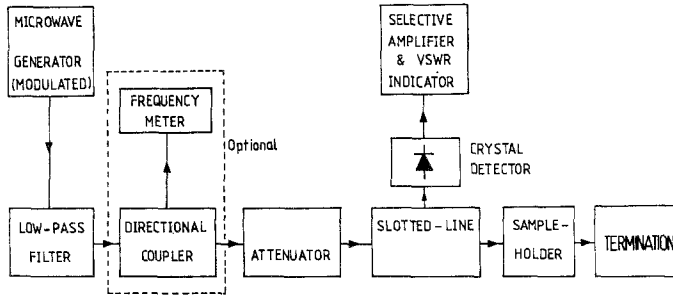 MICROWAVE
GENERATOR
(MODULATED)
SELECTIVE
AMPLIFIER
& VSWR
INDICATOR
FREQUENCY
METER
Optional
CRYSTAL
DETECTOR
LOW-PASS
FILTER
DIRECTIONAL
COUPLER
ATTENUATOR
SLOTTED-LINE
SAMPLE-
HOLDER
TERMINATION